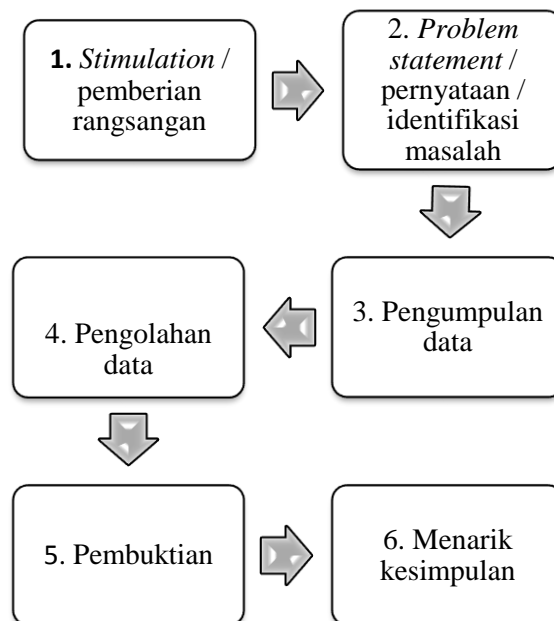 1. Stimulation /
pemberian
rangsangan
2. Problem
statement /
pernyataan /
identifikasi
masalah
3. Pengumpulan
data
4. Pengolahan
data
5. Pembuktian
6. Menarik
kesimpulan